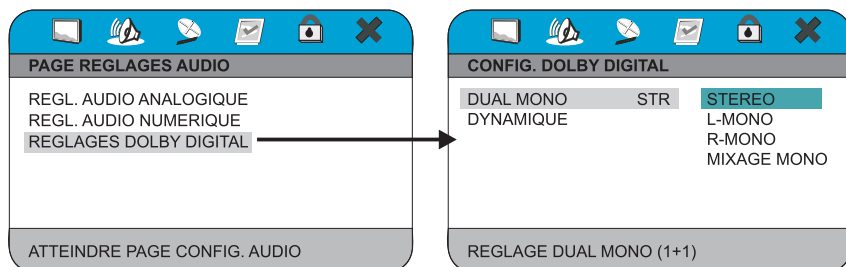 PAGE REGLAGES AUDIO
REGL. AUDIO ANALOGIQUE
REGL. AUDIO NUMERIQUE
REGLAGES DOLBY DIGITAL
ATTEINDRE PAGE CONFIG. AUDIO
CONFIG. DOLBY DIGITAL
DUAL MONO STR STEREO
DYNAMIQUE L-MONO
R-MONO
MIXAGE MONO
REGLAGE DUAL MONO (1+1)